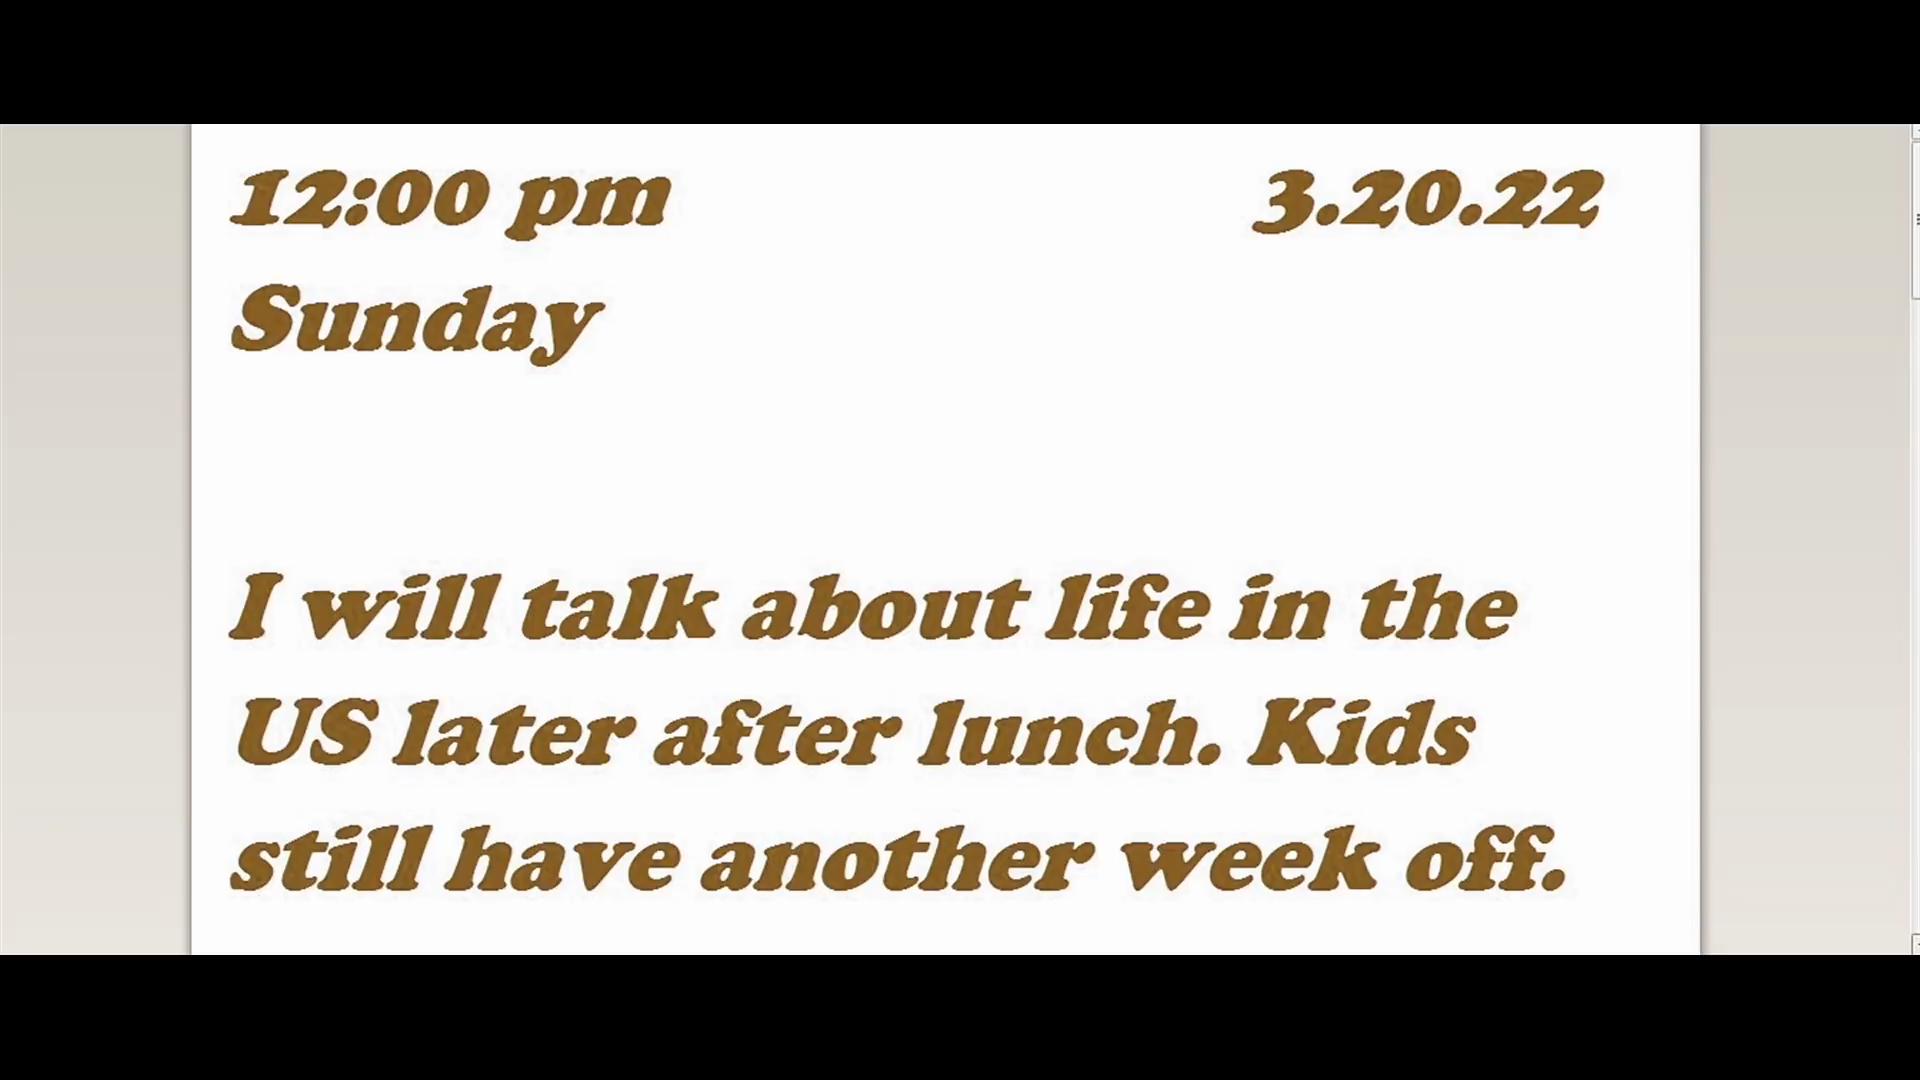 12:00 pm 3.20.22
Sunday
I will talk about life in the
US later after lunch. Kids
still have another week off.